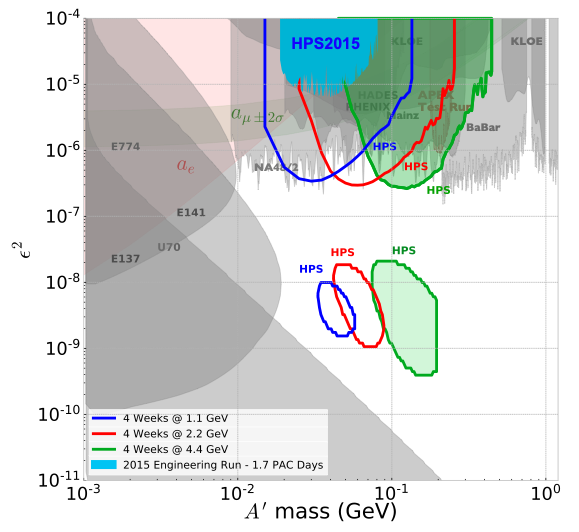 10^-4
HPS2015
KLOE
KLOE
10^-5
HADES
APEX
PHENIX
Test Run
Mainz
a_μ±2σ
BaBar
E774
HPS
10^-6
a_e
NA48/2
HPS
HPS
10^-7
E141
U70
E137
ϵ^2
HPS
HPS
HPS
10^-8
10^-9
10^-10
4 Weeks @ 1.1 GeV
4 Weeks @ 2.2 GeV
4 Weeks @ 4.4 GeV
2015 Engineering Run - 1.7 PAC Days
10^-11
10^-3
10^-2
10^-1
1
A′ mass (GeV)